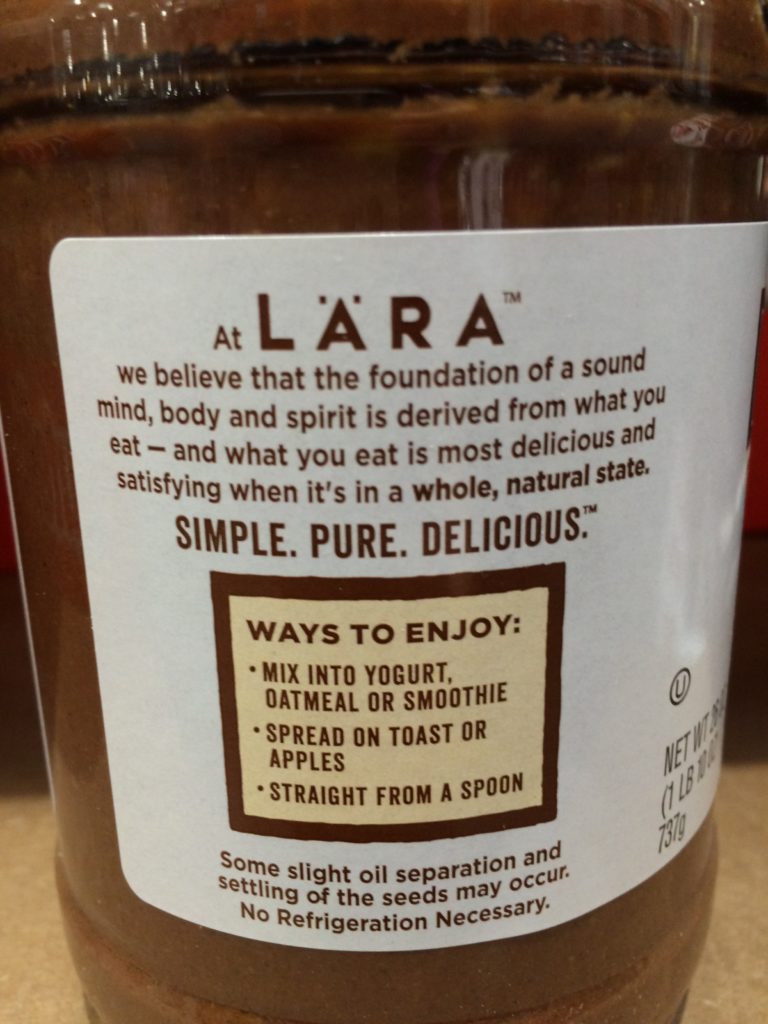 At LÄRA™
we believe that the foundation of a sound
mind, body and spirit is derived from what you
eat – and what you eat is most delicious and
satisfying when it's in a whole, natural state.
SIMPLE. PURE. DELICIOUS.™
WAYS TO ENJOY:
• MIX INTO YOGURT,
OATMEAL OR SMOOTHIE
• SPREAD ON TOAST OR
APPLES
• STRAIGHT FROM A SPOON
Some slight oil separation and
settling of the seeds may occur.
No Refrigeration Necessary.
U
NET WT
(1 LB 10 OZ
737g